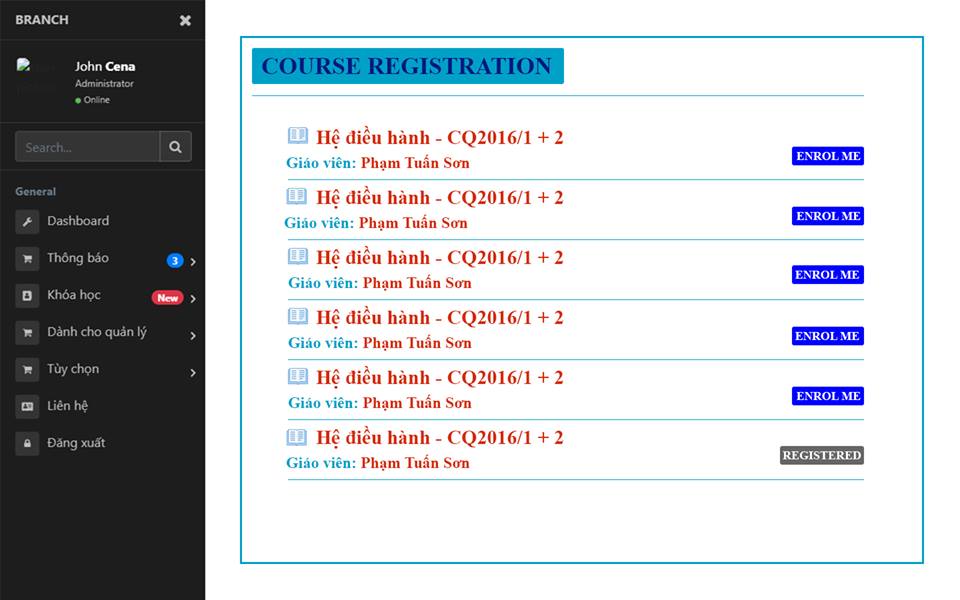 BRANCH
John Cena
Administrator
Online
Search...
General
Dashboard
Thông báo 3
Khóa học New
Dành cho quản lý
Tùy chọn
Liên hệ
Đăng xuất
COURSE REGISTRATION
Hệ điều hành - CQ2016/1 + 2
Giáo viên: Phạm Tuấn Sơn
ENROL ME
Hệ điều hành - CQ2016/1 + 2
Giáo viên: Phạm Tuấn Sơn
ENROL ME
Hệ điều hành - CQ2016/1 + 2
Giáo viên: Phạm Tuấn Sơn
ENROL ME
Hệ điều hành - CQ2016/1 + 2
Giáo viên: Phạm Tuấn Sơn
ENROL ME
Hệ điều hành - CQ2016/1 + 2
Giáo viên: Phạm Tuấn Sơn
ENROL ME
Hệ điều hành - CQ2016/1 + 2
Giáo viên: Phạm Tuấn Sơn
REGISTERED